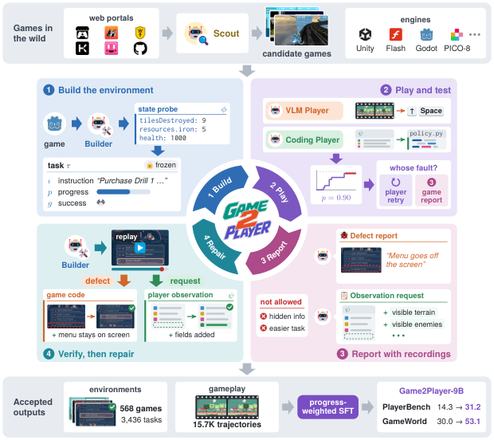 Games in
the wild
web portals
Scout
candidate games
engines
Unity
Flash
Godot
PICO-8
1 Build the environment
game
Builder
state probe
tilesDestroyed: 9
resources.iron: 5
health: 1000
task τ
frozen
instruction "Purchase Drill 1 ..."
p progress
g success
2 Play and test
VLM Player
↑ Space
Coding Player
policy.py
p = 0.90
whose fault?
player
retry
3
game
report
1 Build
2 Play
3 Report
4 Repair
GAME
2
PLAYER
Builder
replay
defect
request
game code
+ menu stays on screen
player observation
+ fields added
4 Verify, then repair
Defect report
"Menu goes off
the screen"
not allowed
hidden info
easier task
Observation request
+ visible terrain
+ visible enemies
3 Report with recordings
Accepted
outputs
environments
568 games
3,436 tasks
gameplay
15.7K trajectories
progress-
weighted SFT
Game2Player-9B
PlayerBench 14.3 → 31.2
GameWorld 30.0 → 53.1